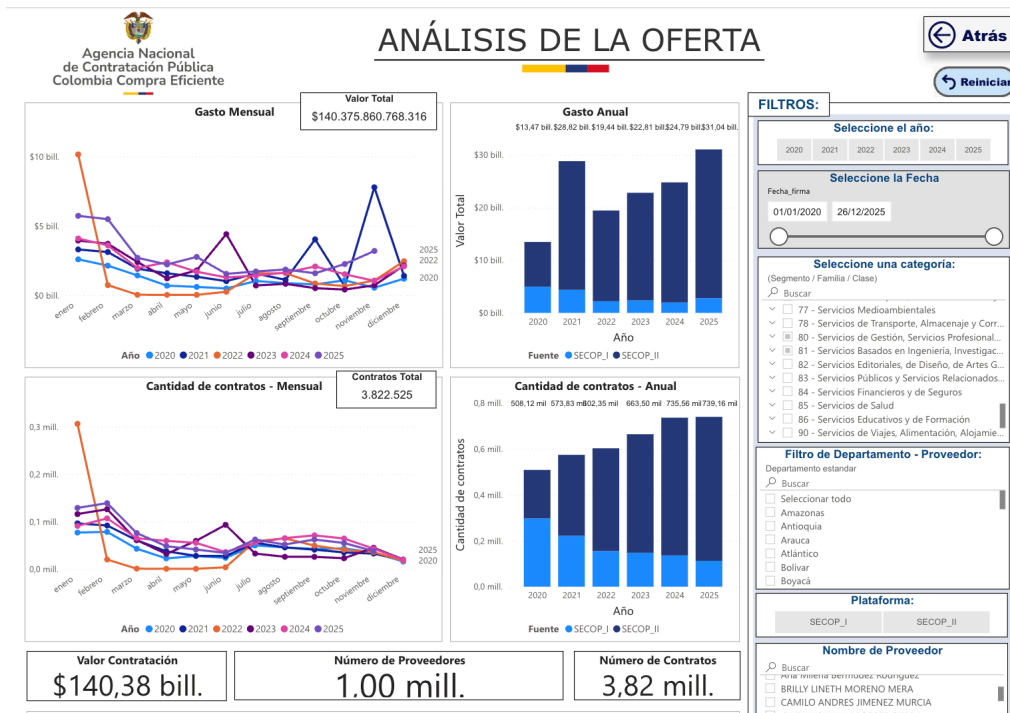 Agencia Nacional
de Contratación Pública
Colombia Compra Eficiente
ANÁLISIS DE LA OFERTA
Atrás
Reiniciar
Gasto Mensual
Valor Total
$140.375.860.768.316
$10 bill.
$5 bill.
$0 bill.
2025
2022
2020
enero
febrero
marzo
abril
mayo
junio
julio
agosto
septiembre
octubre
noviembre
diciembre
Año 2020 2021 2022 2023 2024 2025
Gasto Anual
$13,47 bill. $28,82 bill. $19,44 bill. $22,81 bill. $24,79 bill. $31,04 bill.
Valor Total
$30 bill.
$20 bill.
$10 bill.
$0 bill.
2020 2021 2022 2023 2024 2025
Año
Fuente SECOP_I SECOP_II
Cantidad de contratos - Mensual
Contratos Total
3.822.525
0,3 mill.
0,2 mill.
0,1 mill.
0,0 mill.
2025
2020
enero
febrero
marzo
abril
mayo
junio
julio
agosto
septiembre
octubre
noviembre
diciembre
Año 2020 2021 2022 2023 2024 2025
Cantidad de contratos - Anual
508,12 mil 573,83 mil 602,35 mil 663,50 mil 735,56 mil 739,16 mil
Cantidad de contratos
0,8 mill.
0,6 mill.
0,4 mill.
0,2 mill.
0,0 mill.
2020 2021 2022 2023 2024 2025
Año
Fuente SECOP_I SECOP_II
Valor Contratación
$140,38 bill.
Número de Proveedores
1,00 mill.
Número de Contratos
3,82 mill.
FILTROS:
Seleccione el año:
2020 2021 2022 2023 2024 2025
Seleccione la Fecha
Fecha_firma
01/01/2020 26/12/2025
Seleccione una categoría:
(Segmento / Familia / Clase)
Buscar
77 - Servicios Medioambientales
78 - Servicios de Transporte, Almacenaje y Corr...
80 - Servicios de Gestión, Servicios Profesional...
81 - Servicios Basados en Ingeniería, Investigac...
82 - Servicios Editoriales, de Diseño, de Artes G...
83 - Servicios Públicos y Servicios Relacionados...
84 - Servicios Financieros y de Seguros
85 - Servicios de Salud
86 - Servicios Educativos y de Formación
90 - Servicios de Viajes, Alimentación, Alojamie...
Filtro de Departamento - Proveedor:
Departamento estandar
Buscar
Seleccionar todo
Amazonas
Antioquia
Arauca
Atlántico
Bolívar
Boyacá
Plataforma:
SECOP_I SECOP_II
Nombre de Proveedor
Buscar
Ana Milena Bermudez Rodriguez
BRILLY LINETH MORENO MERA
CAMILO ANDRES JIMENEZ MURCIA